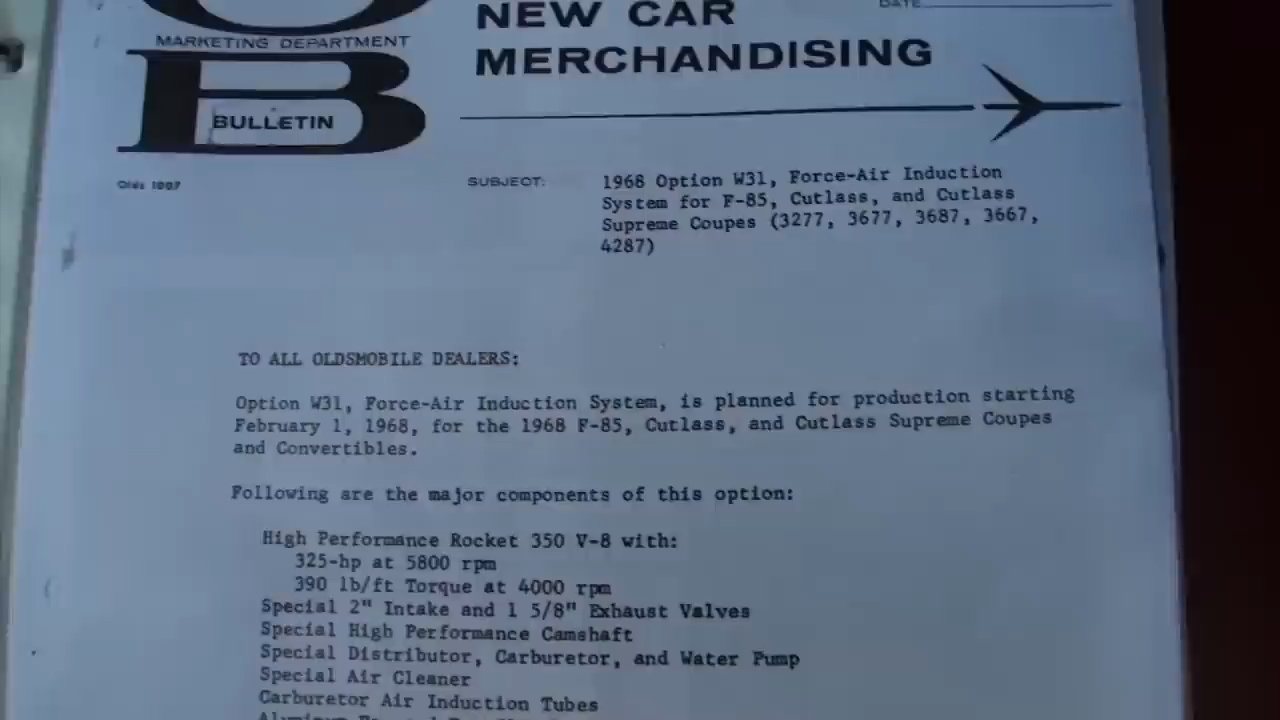 DATE
NEW CAR
MARKETING DEPARTMENT
MERCHANDISING
B
BULLETIN
Olds 1007
SUBJECT:
1968 Option W31, Force-Air Induction
System for F-85, Cutlass, and Cutlass
Supreme Coupes (3277, 3677, 3687, 3667,
4287)
TO ALL OLDSMOBILE DEALERS:
Option W31, Force-Air Induction System, is planned for production starting
February 1, 1968, for the 1968 F-85, Cutlass, and Cutlass Supreme Coupes
and Convertibles.
Following are the major components of this option:
High Performance Rocket 350 V-8 with:
325-hp at 5800 rpm
390 lb/ft Torque at 4000 rpm
Special 2" Intake and 1 5/8" Exhaust Valves
Special High Performance Camshaft
Special Distributor, Carburetor, and Water Pump
Special Air Cleaner
Carburetor Air Induction Tubes